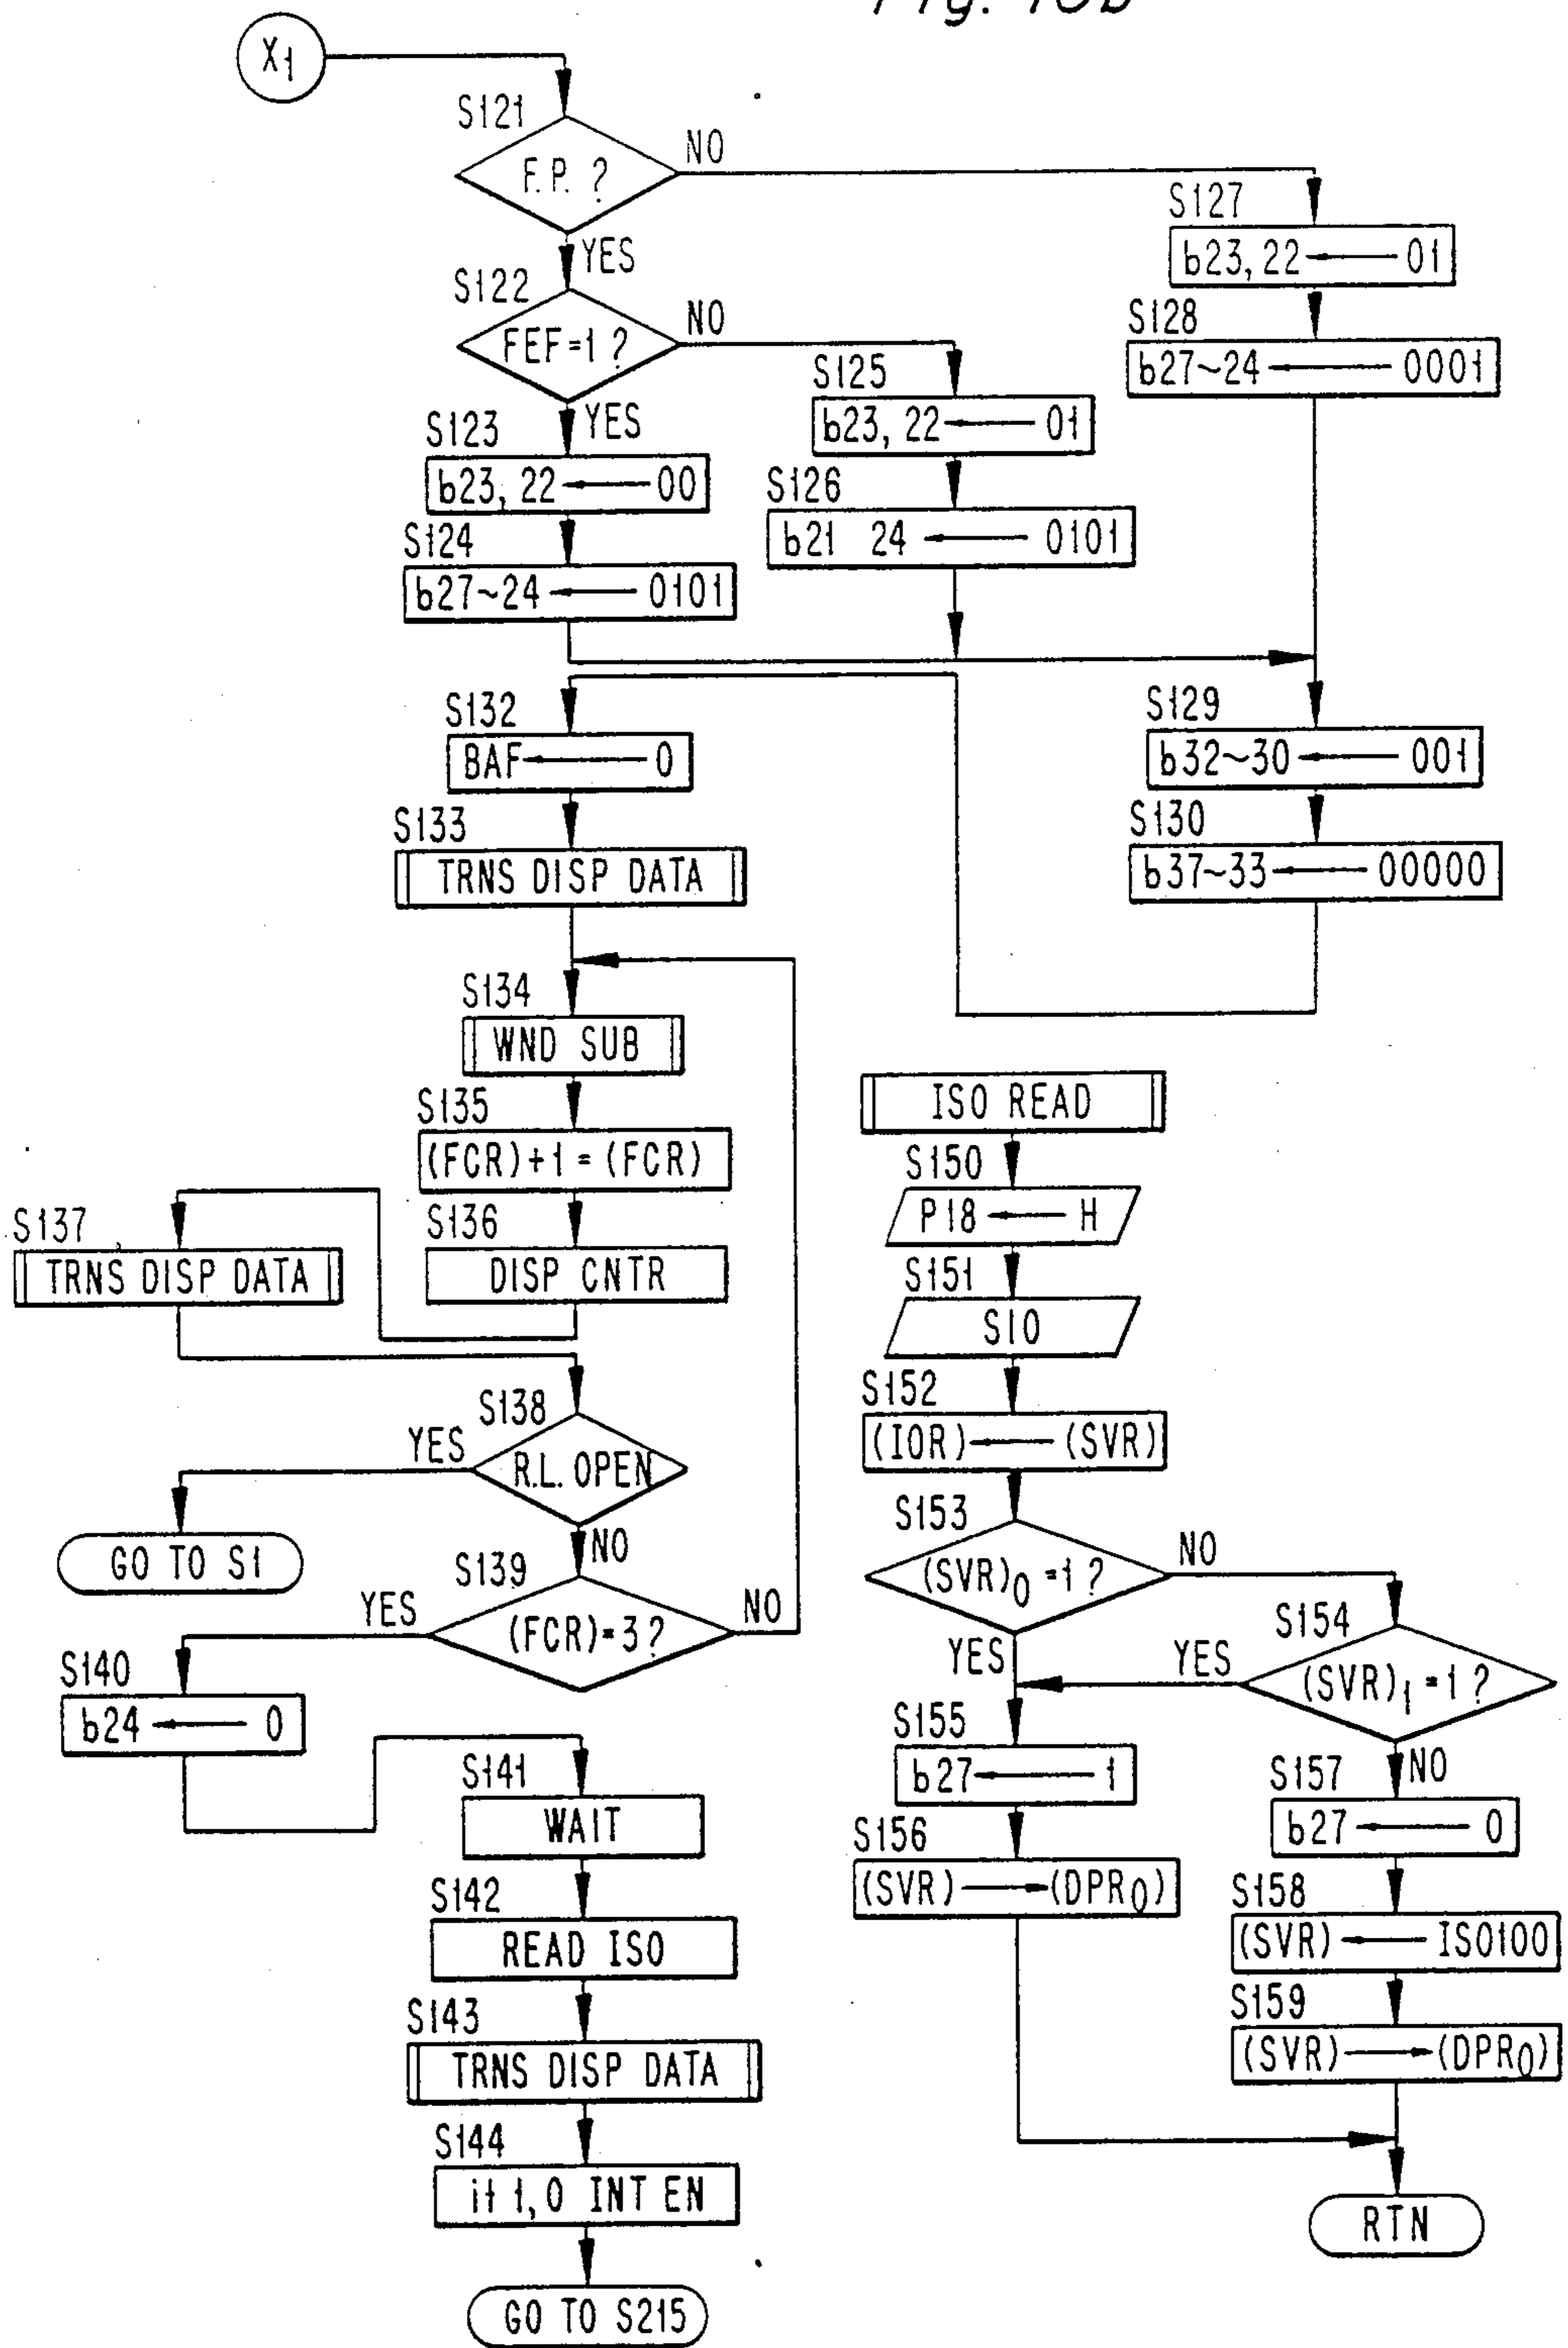 Fig. 13b
X1
S121
F.P. ?
NO
YES
S122
FEF=1 ?
NO
YES
S123
b23, 22 ← 00
S124
b27~24 ← 0101
S125
b23, 22 ← 01
S126
b21 24 ← 0101
S127
b23, 22 ← 01
S128
b27~24 ← 0001
S129
b32~30 ← 001
S130
b37~33 ← 00000
S132
BAF ← 0
S133
TRNS DISP DATA
S134
WND SUB
S135
(FCR)+1 = (FCR)
S136
DISP CNTR
S137
TRNS DISP DATA
S138
R.L. OPEN
YES
NO
GO TO S1
S139
(FCR)=3 ?
YES
NO
S140
b24 ← 0
S141
WAIT
S142
READ ISO
S143
TRNS DISP DATA
S144
it 1, 0 INT EN
GO TO S215
ISO READ
S150
P18 ← H
S151
SIO
S152
(IOR) ← (SVR)
S153
(SVR)0 =1 ?
NO
YES
S154
(SVR)1 =1 ?
YES
NO
S155
b27 ← 1
S156
(SVR) → (DPR0)
S157
b27 ← 0
S158
(SVR) ← ISO100
S159
(SVR) → (DPR0)
RTN